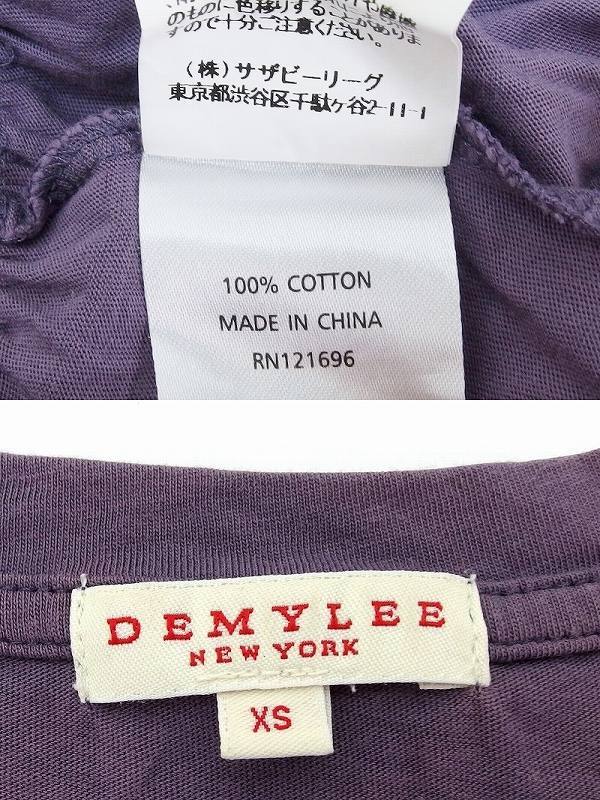 のものに色移りすることがありま
すので十分ご注意ください。
(株)サザビーリーグ
東京都渋谷区千駄ヶ谷2-11-1
100% COTTON
MADE IN CHINA
RN121696
DEMYLEE
NEW YORK
XS